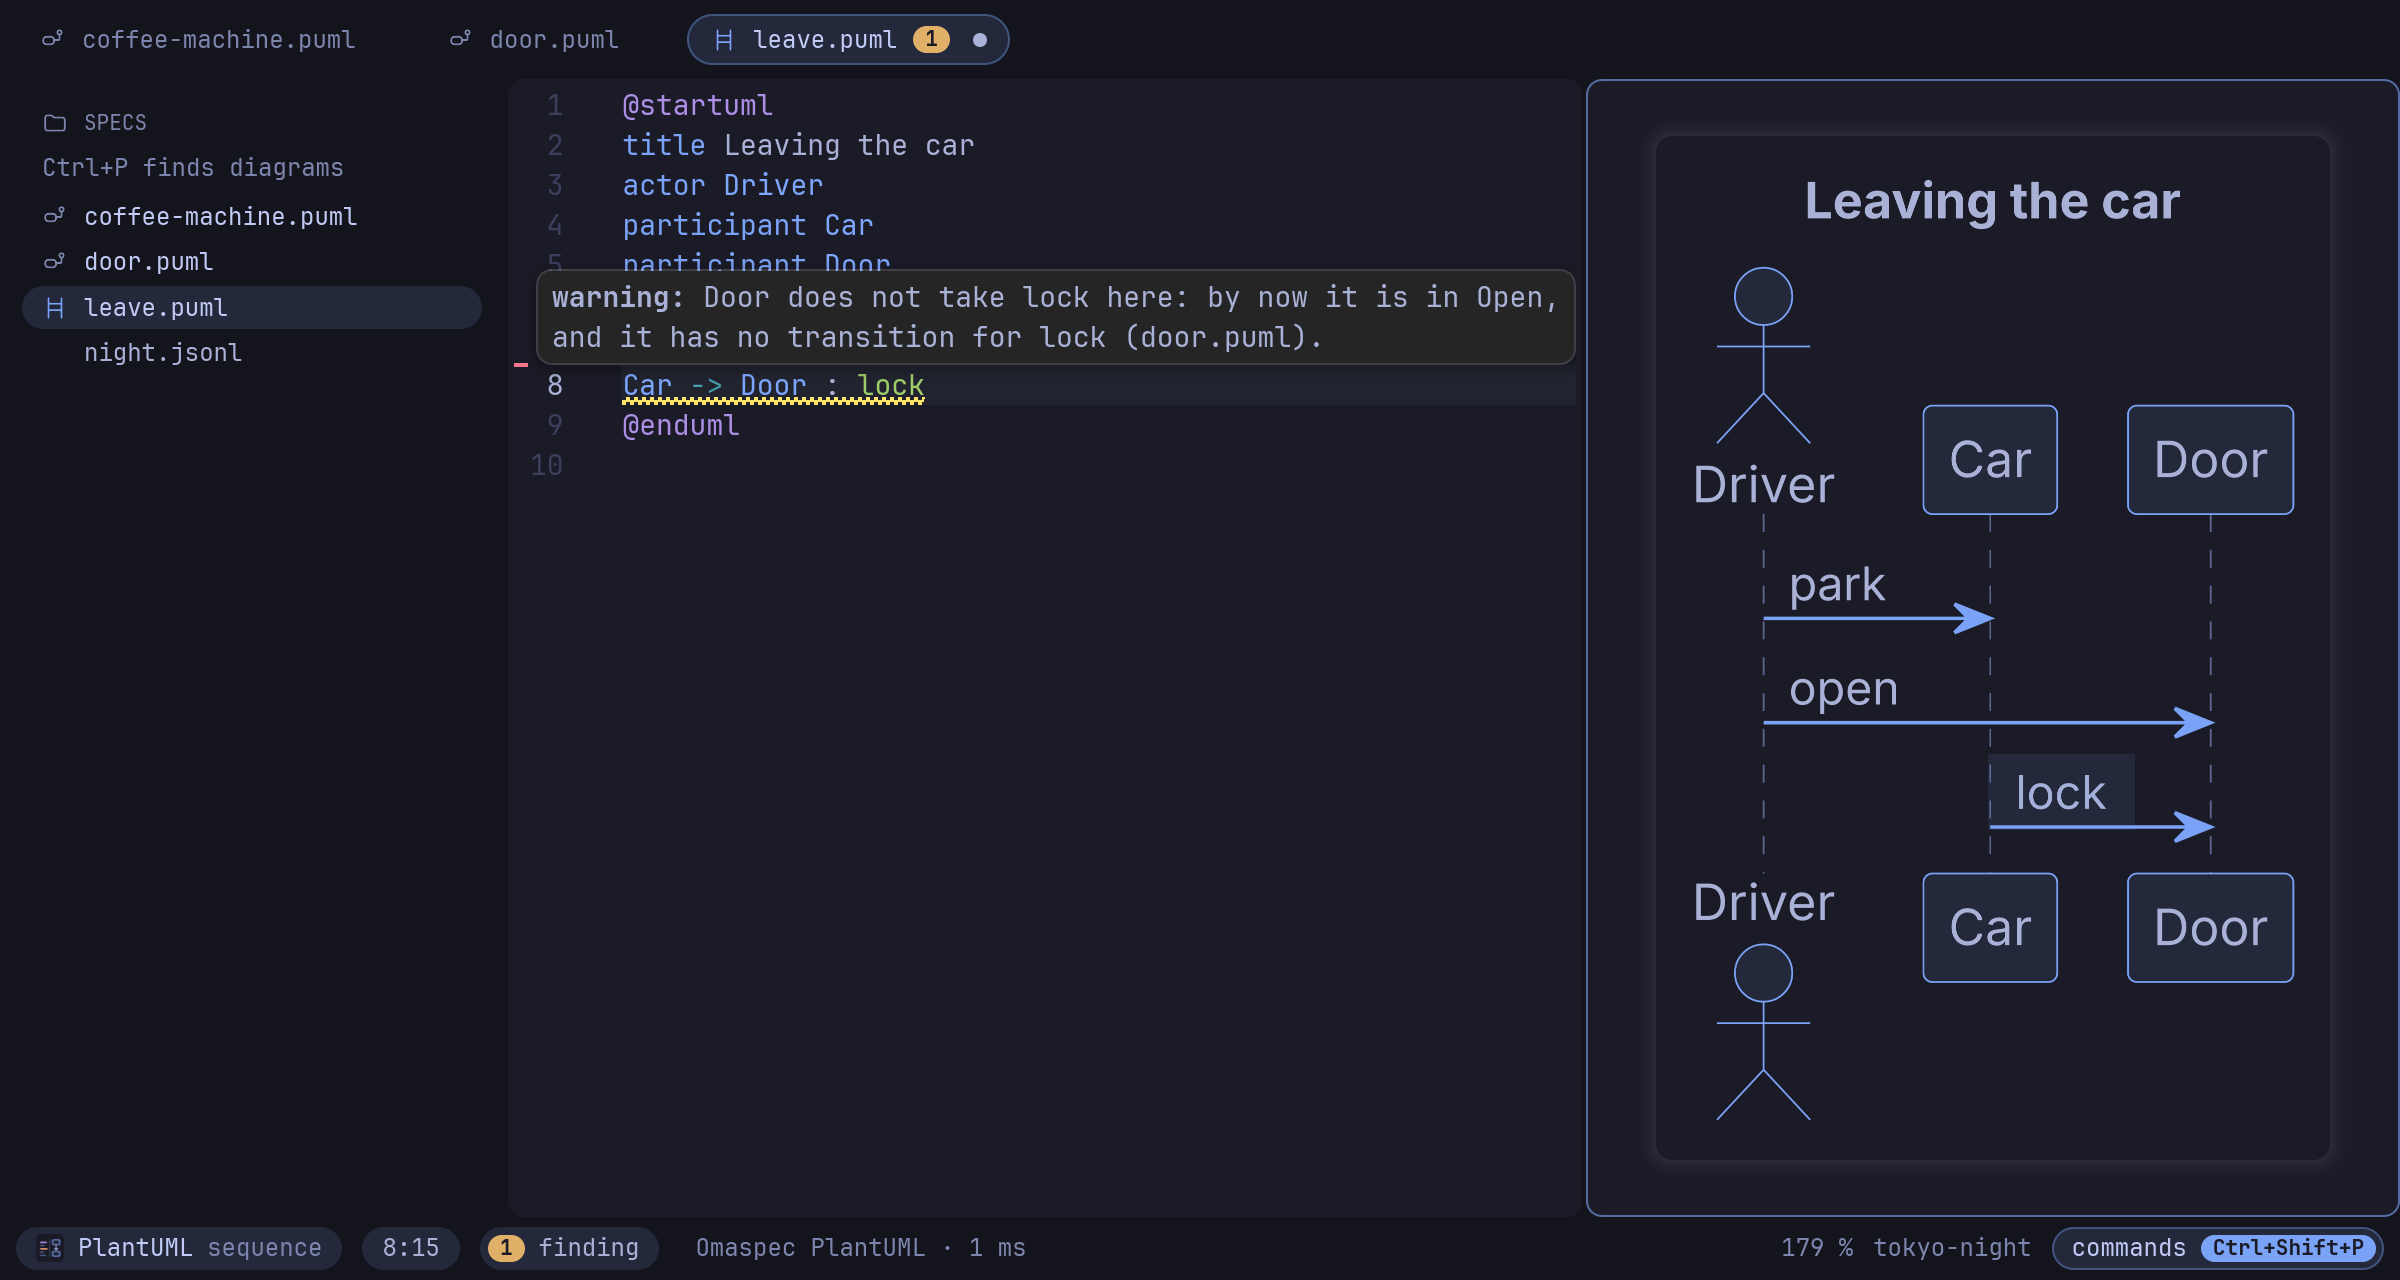 coffee-machine.puml
door.puml
leave.puml 1
SPECS
Ctrl+P finds diagrams
coffee-machine.puml
door.puml
leave.puml
night.jsonl
1 @startuml
2 title Leaving the car
3 actor Driver
4 participant Car
5 participant Door
warning: Door does not take lock here: by now it is in Open,
and it has no transition for lock (door.puml).
8 Car -> Door : lock
9 @enduml
10
Leaving the car
Driver
Car
Door
park
open
lock
Driver
Car
Door
PlantUML sequence
8:15
1 finding
Omaspec PlantUML · 1 ms
179 %
tokyo-night
commands Ctrl+Shift+P